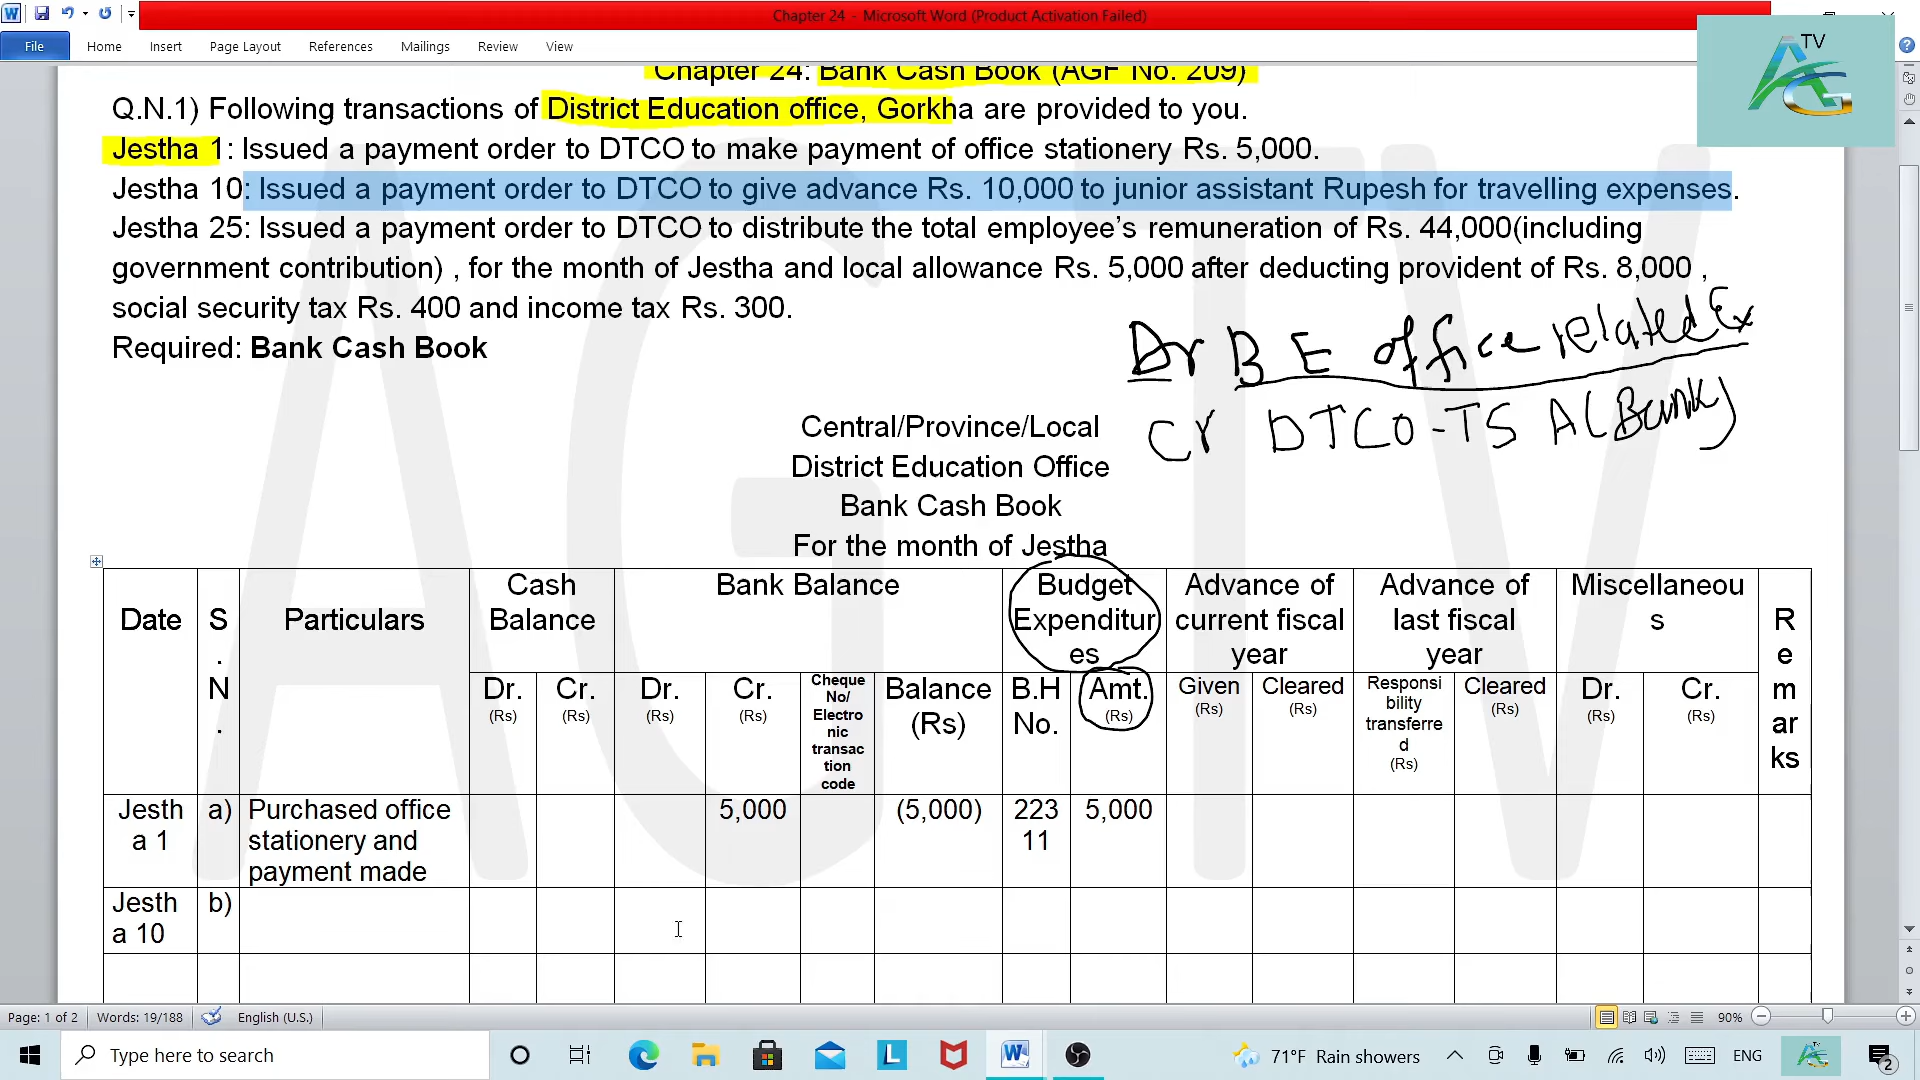 Chapter 24 - Microsoft Word (Product Activation Failed)
File Home Insert Page Layout References Mailings Review View
TV
Chapter 24: Bank Cash Book (AGF No. 209)
Q.N.1) Following transactions of District Education office, Gorkha are provided to you.
Jestha 1: Issued a payment order to DTCO to make payment of office stationery Rs. 5,000.
Jestha 10: Issued a payment order to DTCO to give advance Rs. 10,000 to junior assistant Rupesh for travelling expenses.
Jestha 25: Issued a payment order to DTCO to distribute the total employee’s remuneration of Rs. 44,000(including
government contribution) , for the month of Jestha and local allowance Rs. 5,000 after deducting provident of Rs. 8,000 ,
social security tax Rs. 400 and income tax Rs. 300.
Required: Bank Cash Book
Dr B E office related Ex
Cr DTCO-TS A(Bank)
AGTV
Central/Province/Local
District Education Office
Bank Cash Book
For the month of Jestha
Date
S.N.
Particulars
Cash Balance
Bank Balance
Budget Expenditures
Advance of current fiscal year
Advance of last fiscal year
Miscellaneous
Remarks
Dr. (Rs)
Cr. (Rs)
Dr. (Rs)
Cr. (Rs)
Cheque No/ Electronic transaction code
Balance (Rs)
B.H No.
Amt. (Rs)
Given (Rs)
Cleared (Rs)
Responsibility transferred (Rs)
Cleared (Rs)
Dr. (Rs)
Cr. (Rs)
Jestha 1 a) Purchased office stationery and payment made 5,000 (5,000) 22311 5,000
Jestha 10 b)
Page: 1 of 2 Words: 19/188 English (U.S.) 90%
Type here to search L 71°F Rain showers ENG 2